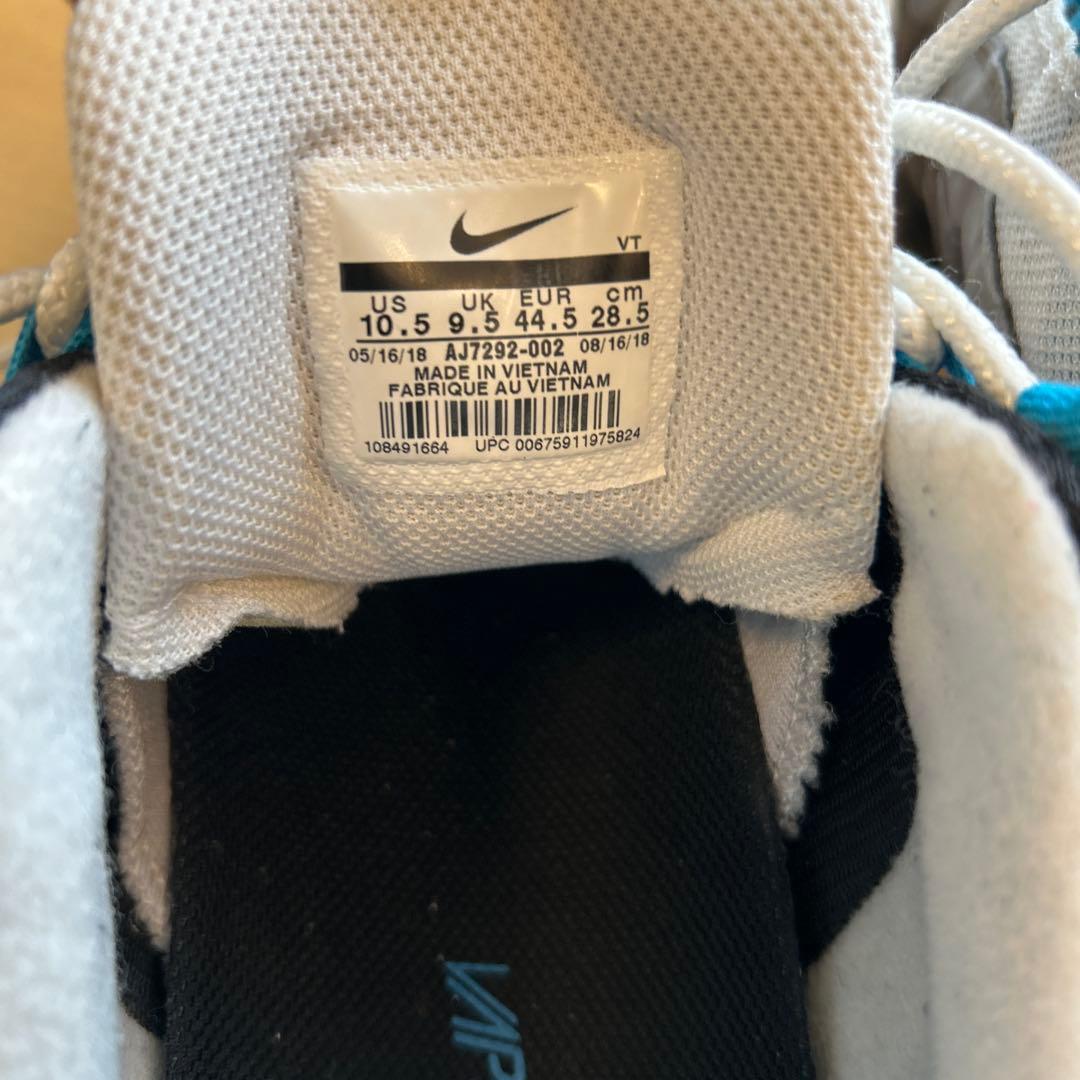 VT
US UK EUR cm
10.5 9.5 44.5 28.5
05/16/18 AJ7292-002 08/16/18
MADE IN VIETNAM
FABRIQUE AU VIETNAM
108491664 UPC 00675911975824
VAP